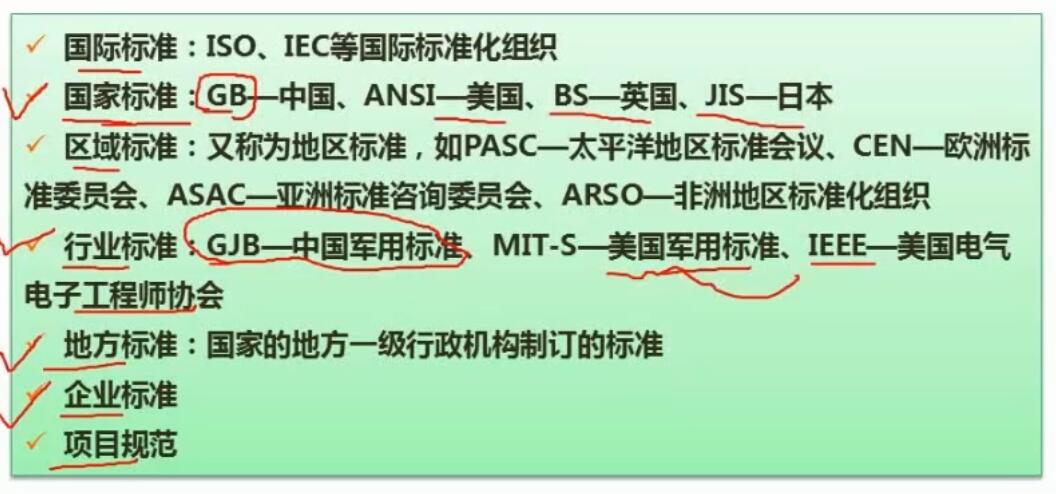 国际标准：ISO、IEC等国际标准化组织
国家标准：GB—中国、ANSI—美国、BS—英国、JIS—日本
区域标准：又称为地区标准，如PASC—太平洋地区标准会议、CEN—欧洲标
准委员会、ASAC—亚洲标准咨询委员会、ARSO—非洲地区标准化组织
行业标准：GJB—中国军用标准、MIT-S—美国军用标准、IEEE—美国电气
电子工程师协会
地方标准：国家的地方一级行政机构制订的标准
企业标准
项目规范